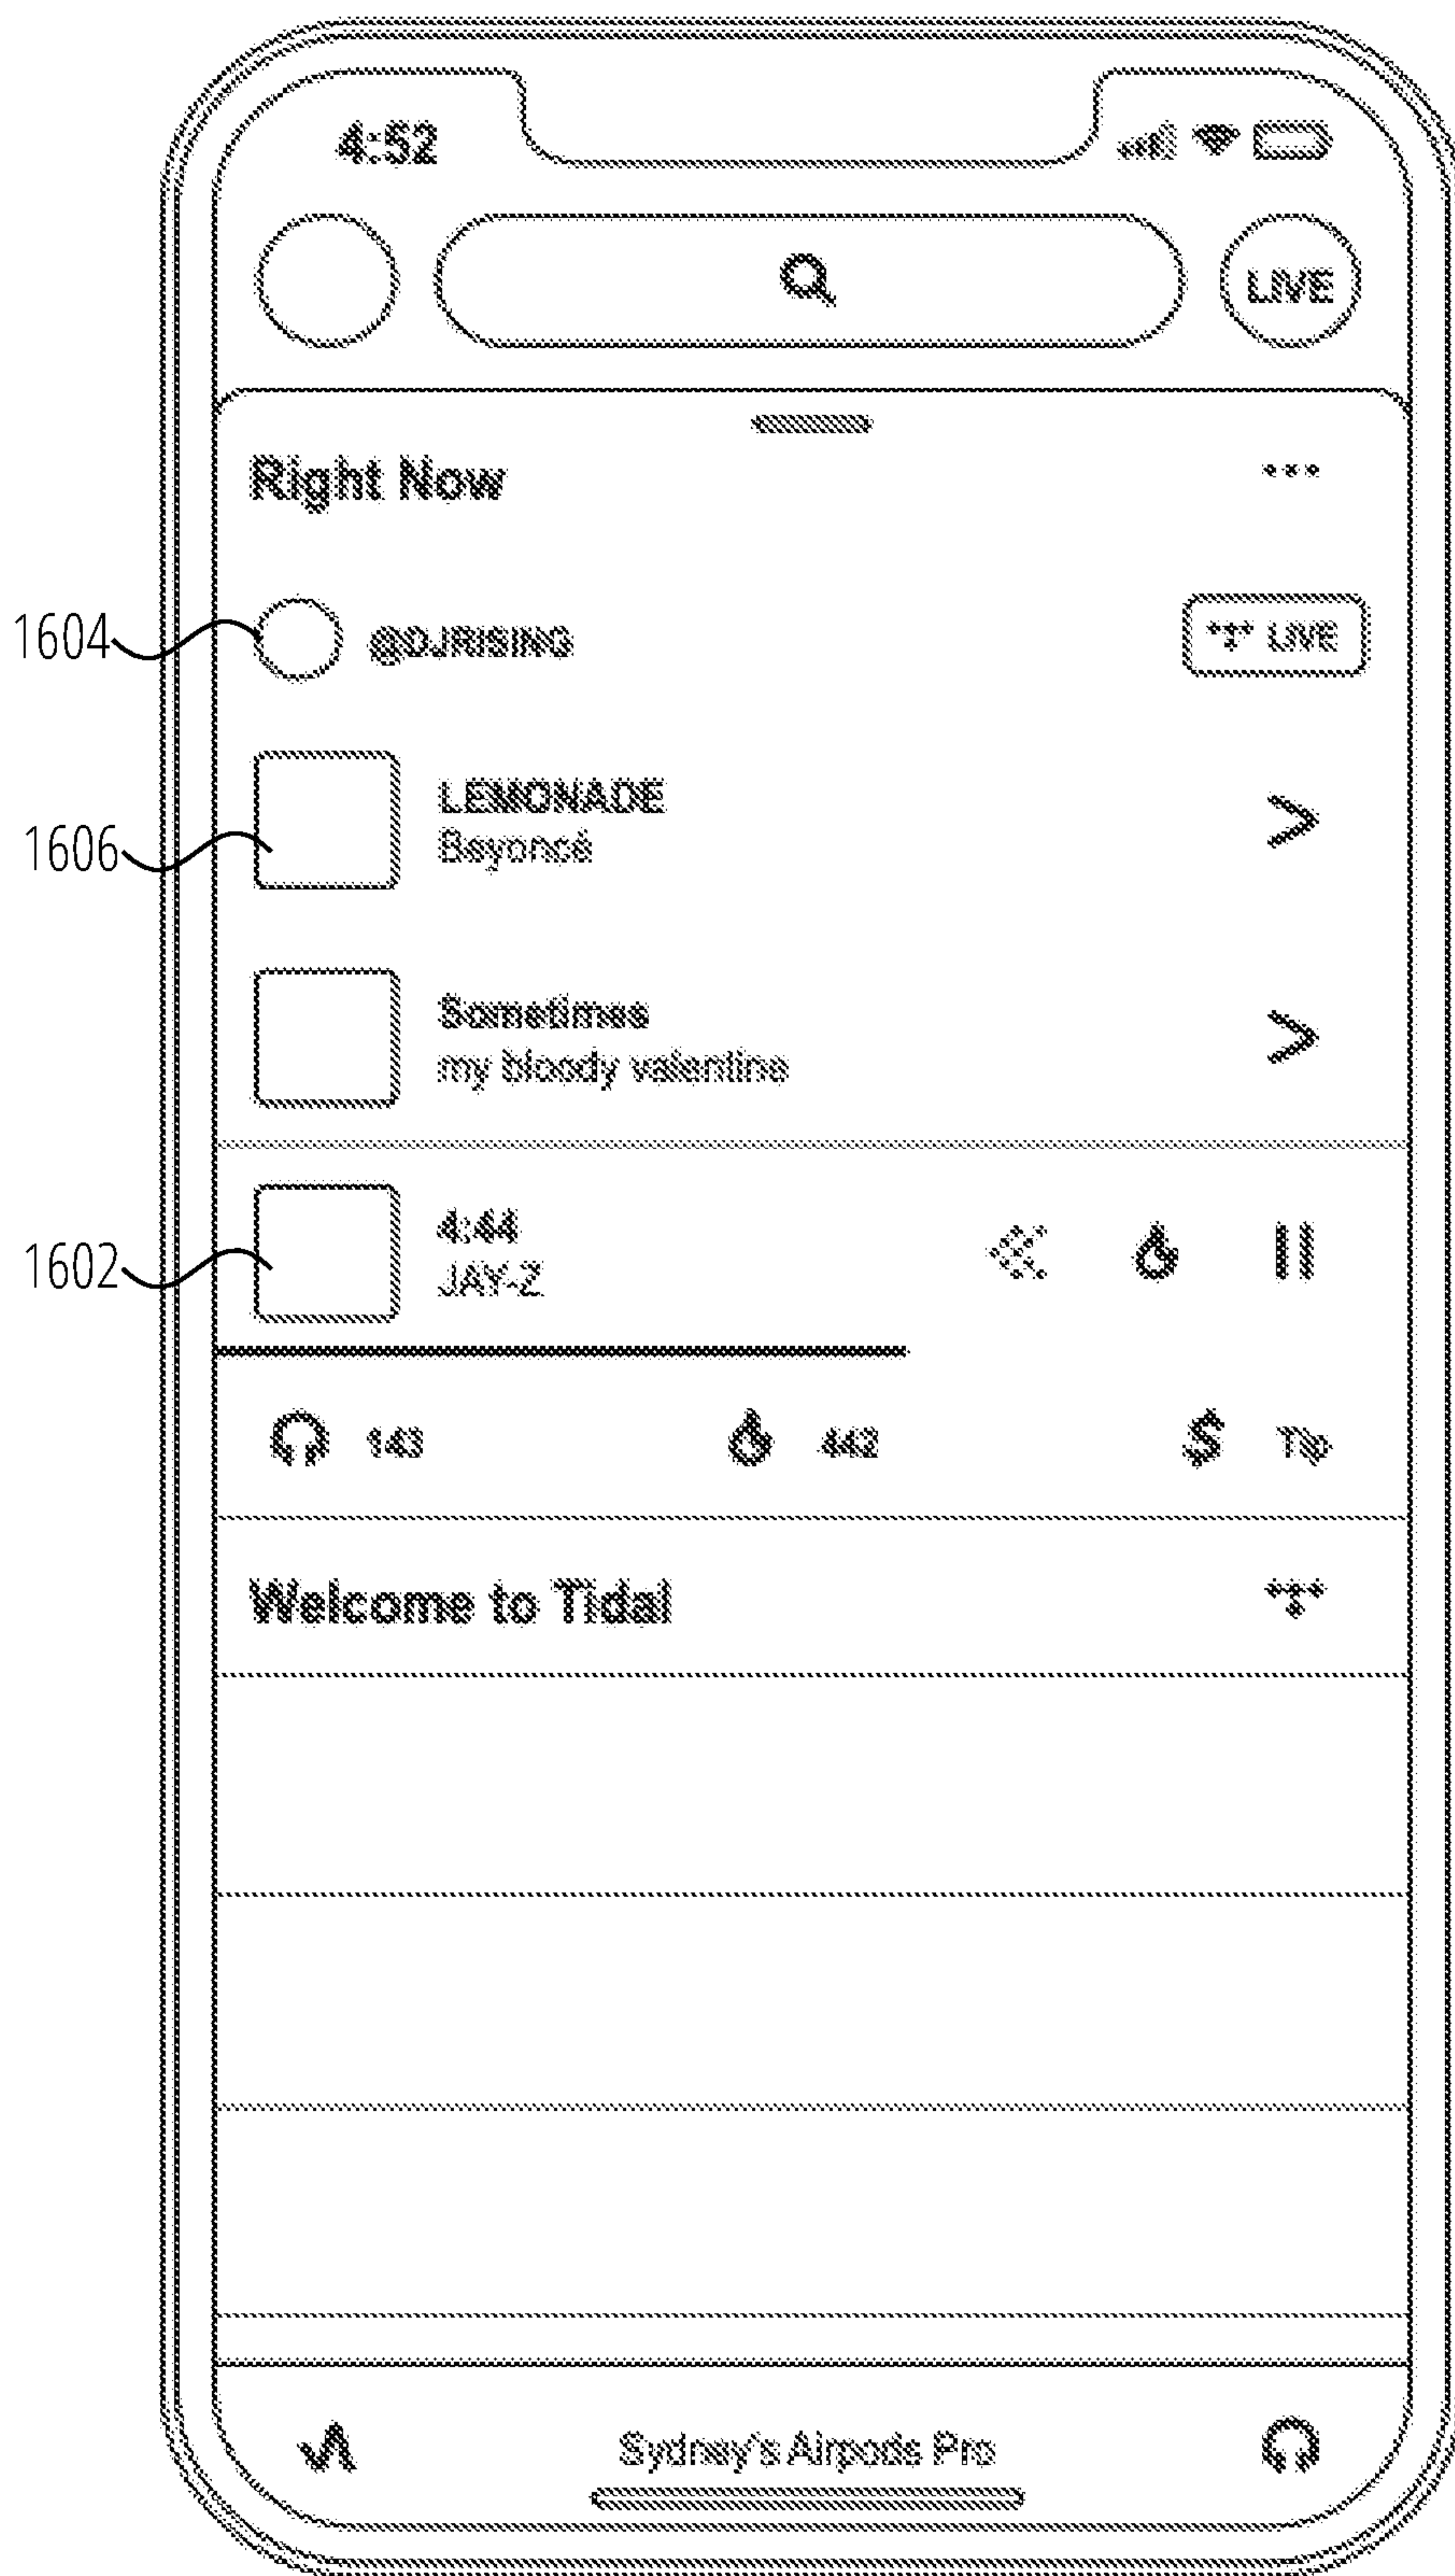 4:52
LIVE
Right Now
1604
@DJRISING
LIVE
1606
LEMONADE
Beyoncé
Sometimes
my bloody valentine
1602
4:44
JAY-Z
143
442
$ Tip
Welcome to Tidal
Sydney's Airpods Pro